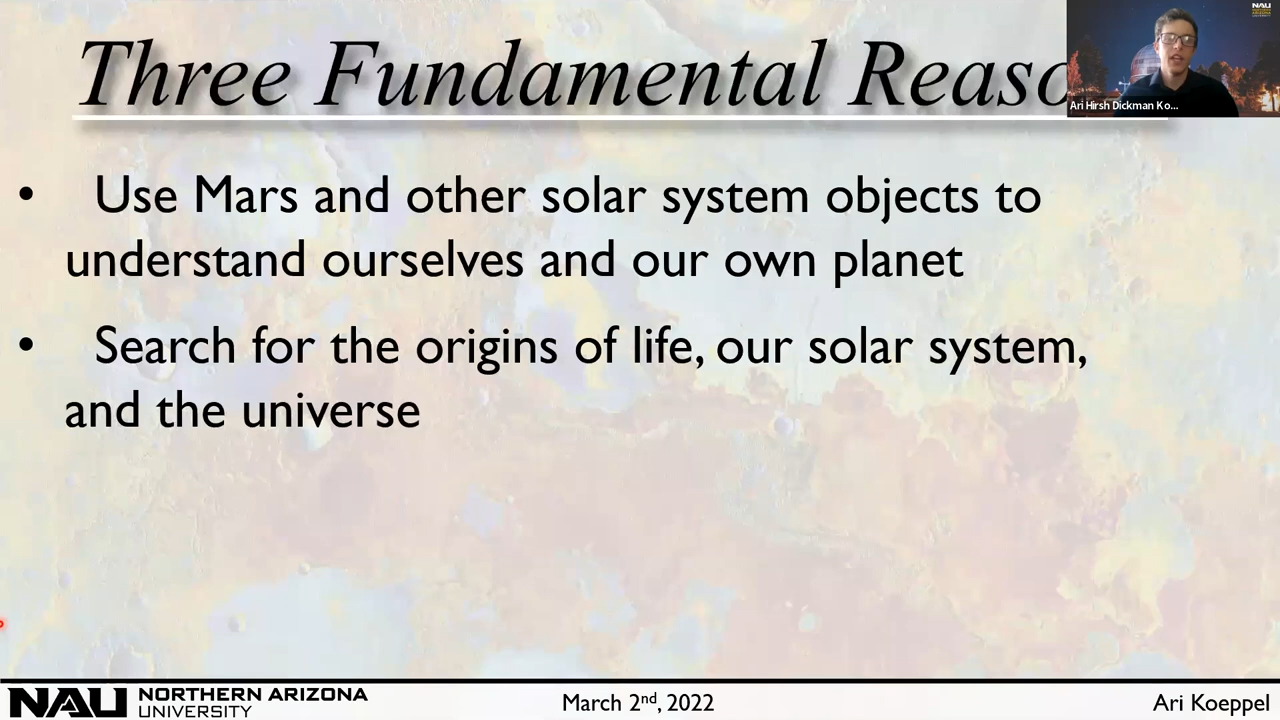 Three Fundamental Reaso
NAU
Ari Hirsh Dickman Ko...
• Use Mars and other solar system objects to
understand ourselves and our own planet
• Search for the origins of life, our solar system,
and the universe
NAU NORTHERN ARIZONA
UNIVERSITY
March 2nd, 2022
Ari Koeppel